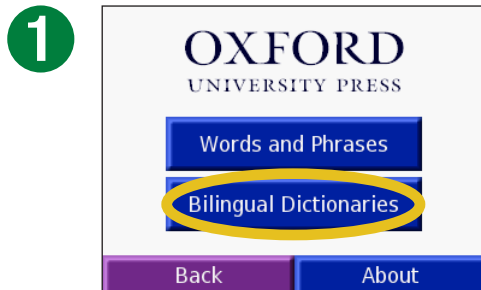 1
OXFORD
UNIVERSITY PRESS
Words and Phrases
Bilingual Dictionaries
Back About